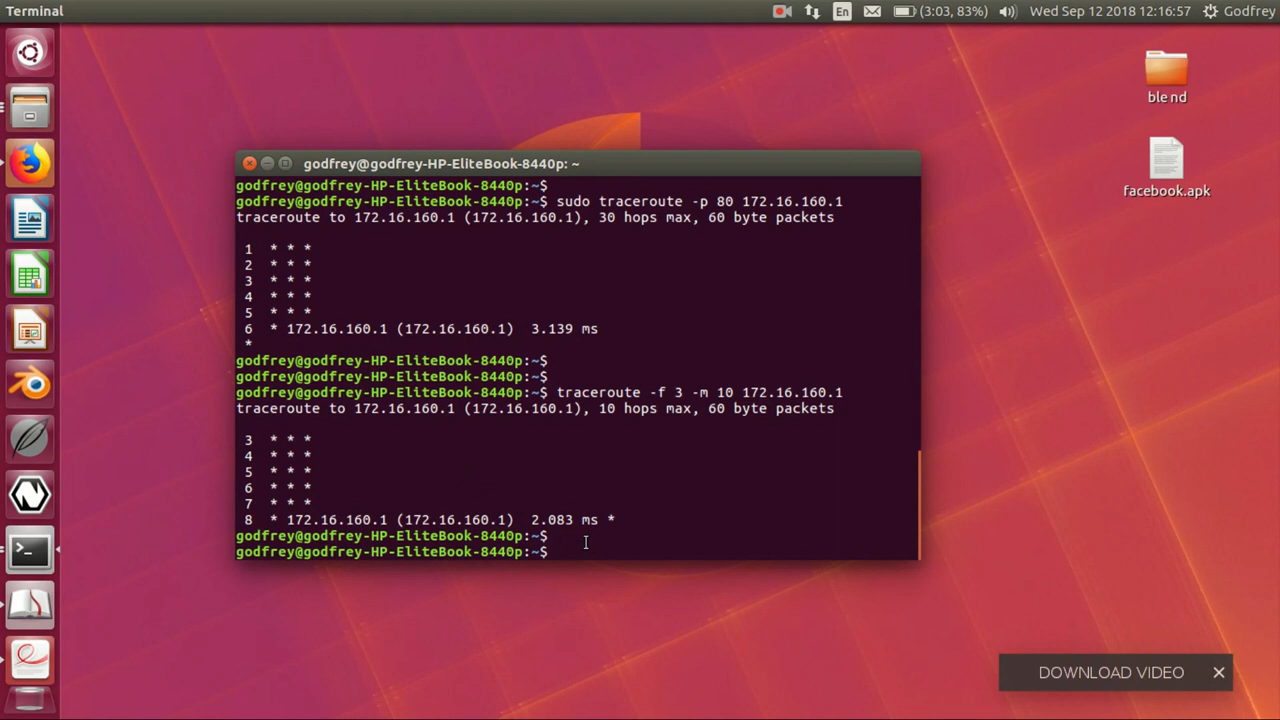 Terminal
En
(3:03, 83%)
Wed Sep 12 2018 12:16:57
Godfrey
ble nd
facebook.apk
godfrey@godfrey-HP-EliteBook-8440p: ~
godfrey@godfrey-HP-EliteBook-8440p:~$
godfrey@godfrey-HP-EliteBook-8440p:~$ sudo traceroute -p 80 172.16.160.1
traceroute to 172.16.160.1 (172.16.160.1), 30 hops max, 60 byte packets
1 * * *
2 * * *
3 * * *
4 * * *
5 * * *
6 * 172.16.160.1 (172.16.160.1) 3.139 ms
*
godfrey@godfrey-HP-EliteBook-8440p:~$
godfrey@godfrey-HP-EliteBook-8440p:~$
godfrey@godfrey-HP-EliteBook-8440p:~$ traceroute -f 3 -m 10 172.16.160.1
traceroute to 172.16.160.1 (172.16.160.1), 10 hops max, 60 byte packets
3 * * *
4 * * *
5 * * *
6 * * *
7 * * *
8 * 172.16.160.1 (172.16.160.1) 2.083 ms *
godfrey@godfrey-HP-EliteBook-8440p:~$
godfrey@godfrey-HP-EliteBook-8440p:~$
DOWNLOAD VIDEO ×